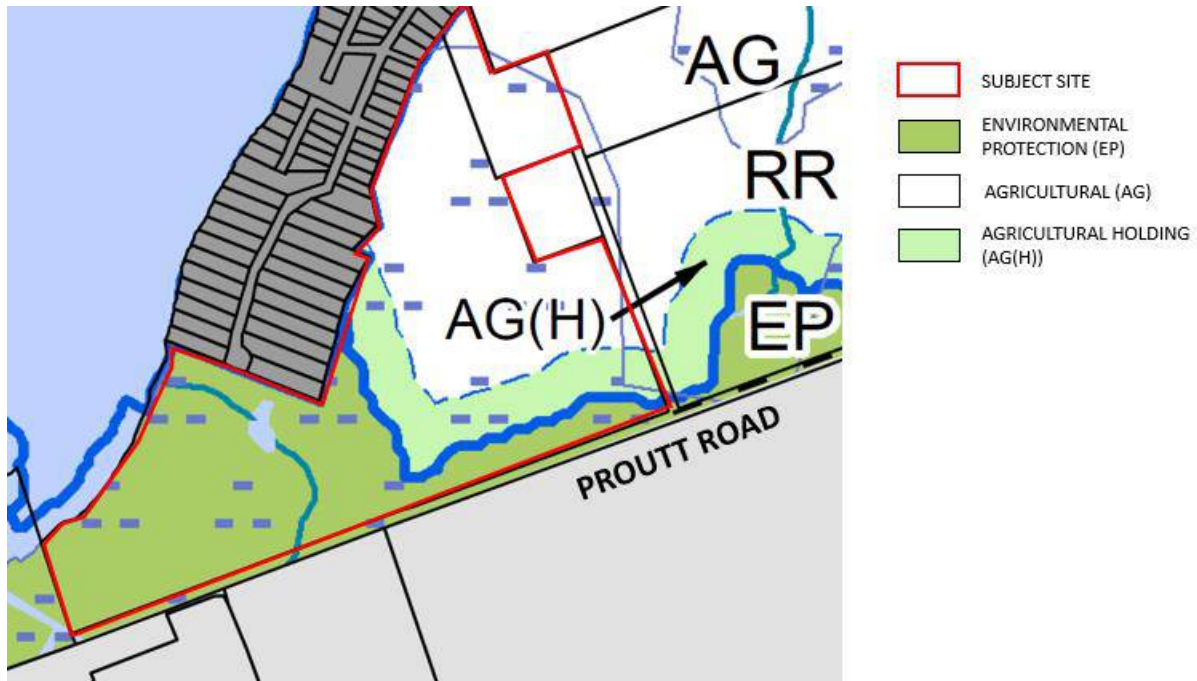 AG
RR
AG(H)
EP
PROUTT ROAD
SUBJECT SITE
ENVIRONMENTAL
PROTECTION (EP)
AGRICULTURAL (AG)
AGRICULTURAL HOLDING
(AG(H))